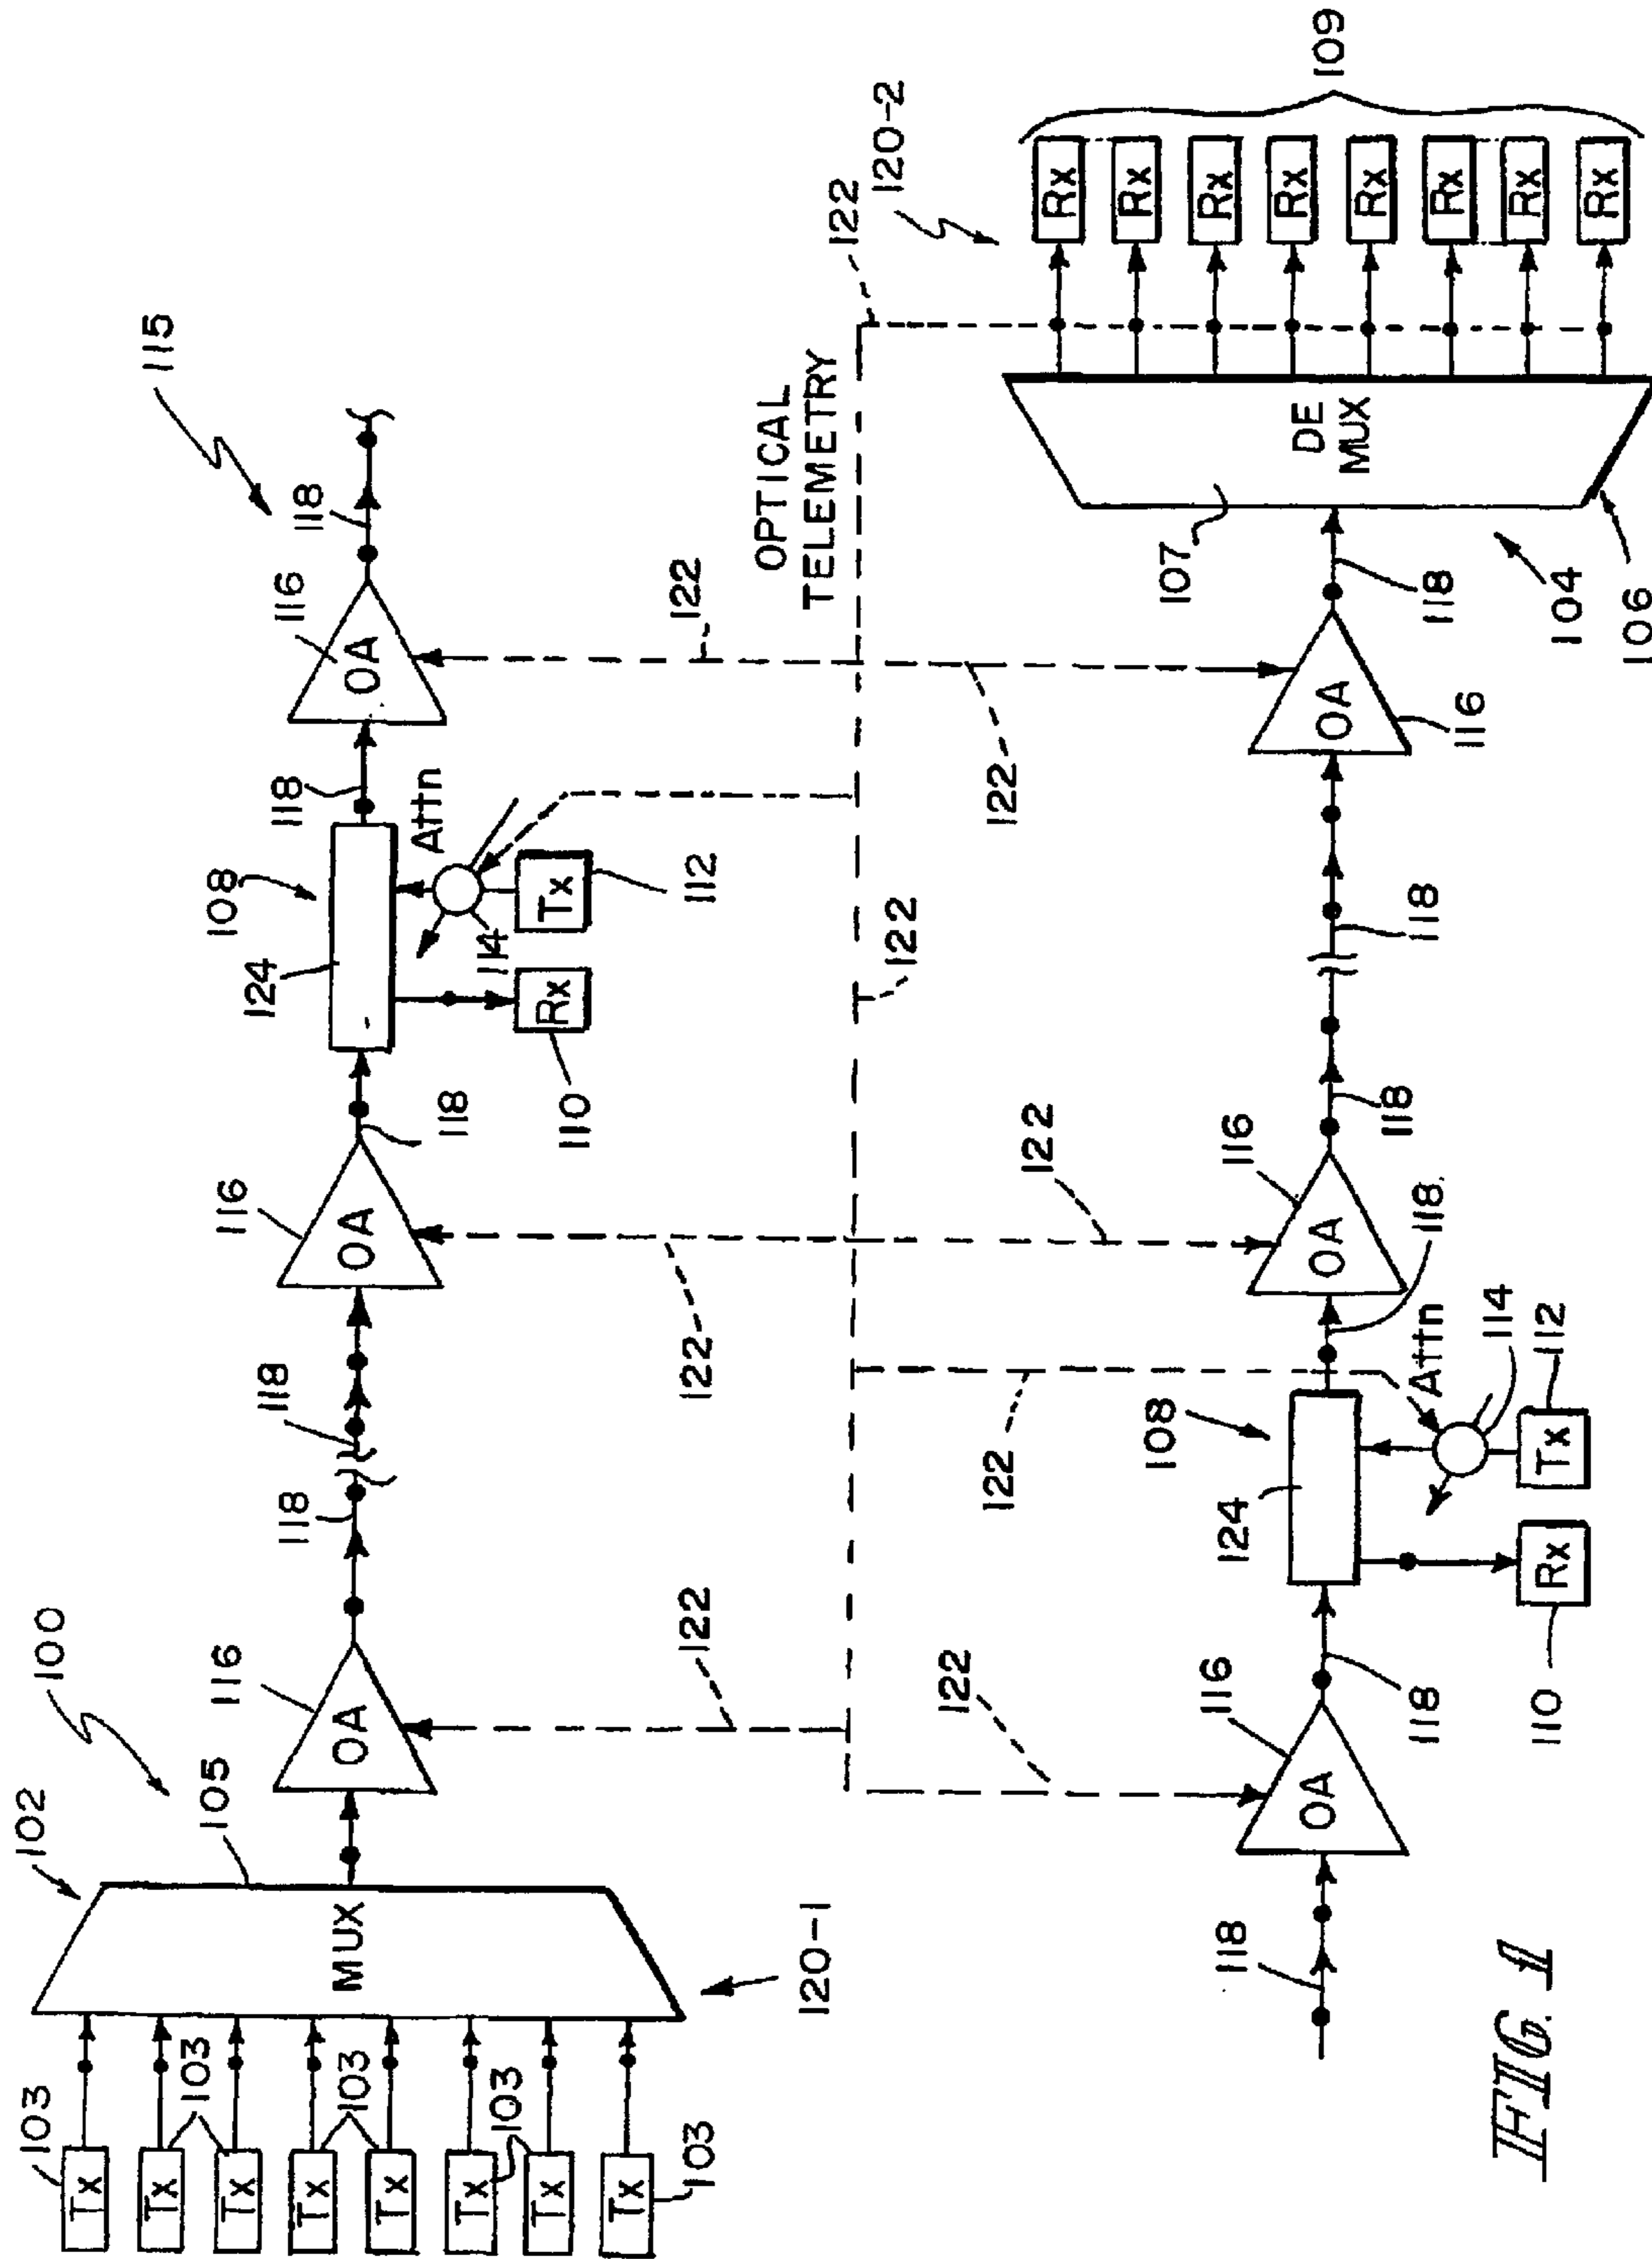 100
102
105
103
Tx
103
Tx
Tx
103
Tx
Tx
103
Tx
Tx
Tx
103
MUX
120-1
116
OA
118
118
116
OA
118
108
124
110
Rx
114
Attn
Tx
112
118
116
OA
118
115
122
122
122
122
OPTICAL
TELEMETRY
122
122
122
122
122
118
116
OA
118
108
124
110
Rx
Attn
114
Tx
112
118.
116
OA
118
118
OA
116
118
107
DE
MUX
104
106
120-2
Rx
Rx
Rx
Rx
Rx
Rx
Rx
Rx
109
FIG. 1